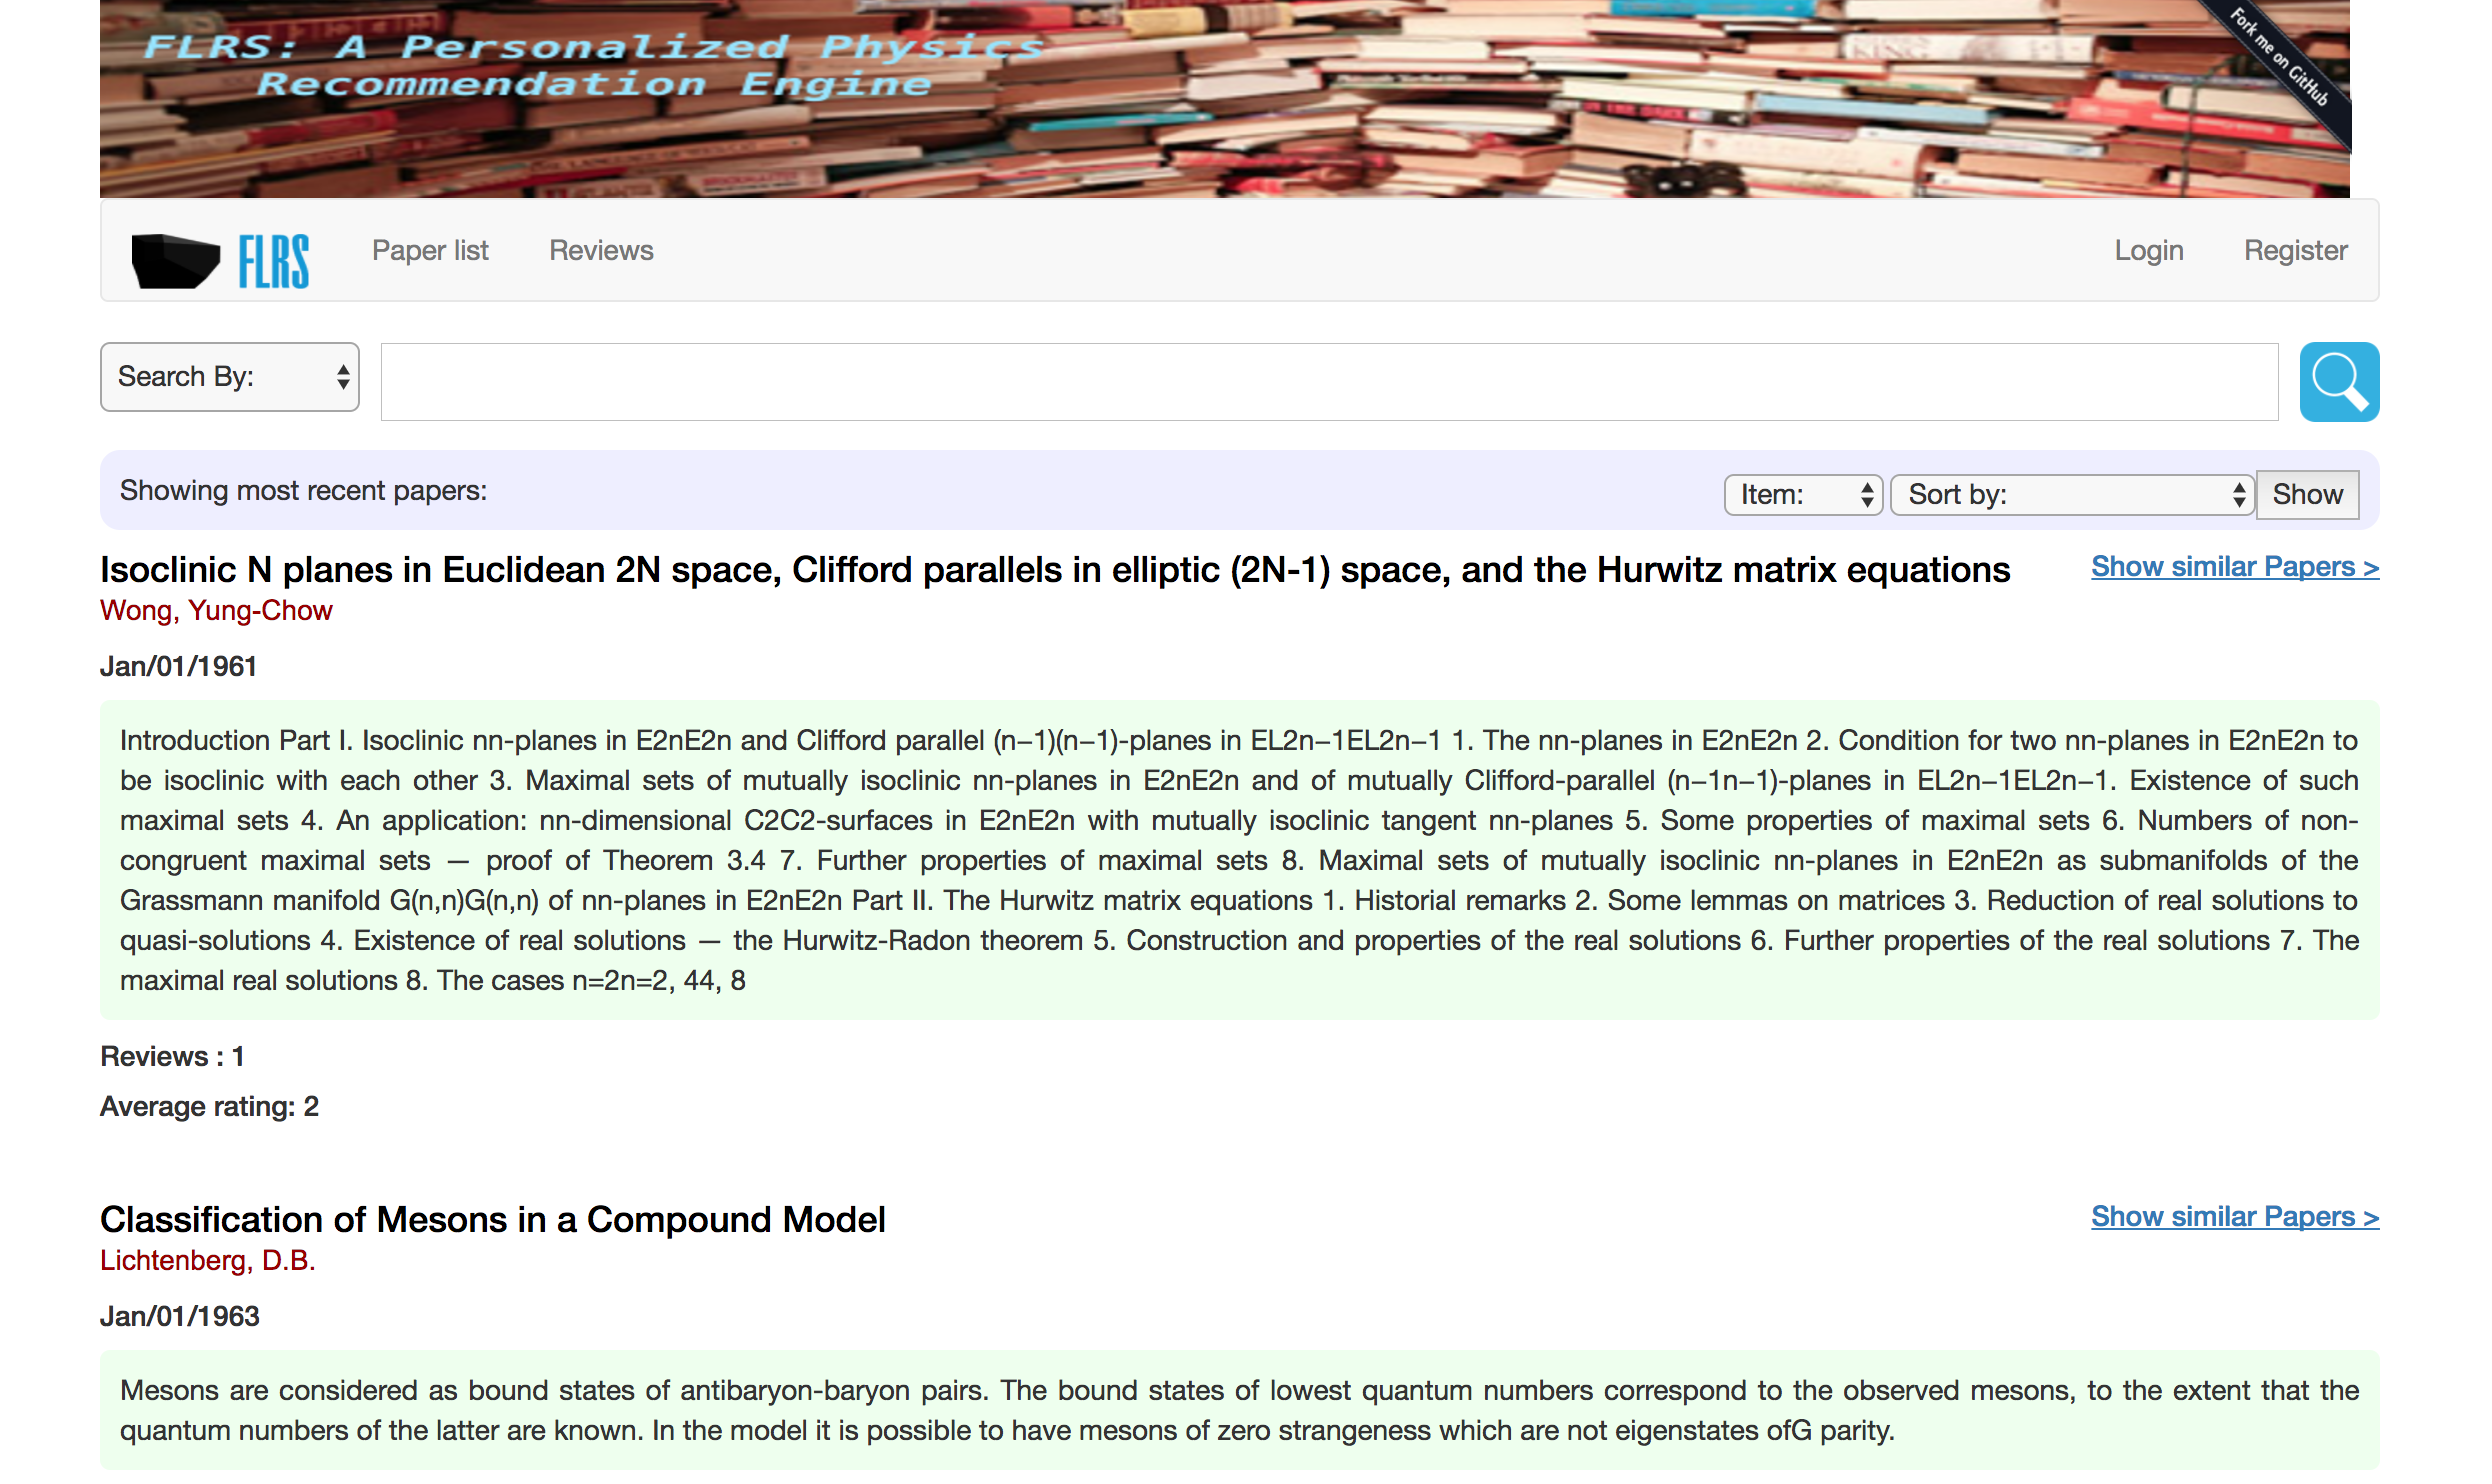 FLRS: A Personalized Physics
Recommendation Engine
Fork me on GitHub
FLRS
Paper list
Reviews
Login
Register
Search By:
Showing most recent papers:
Item:
Sort by:
Show
Isoclinic N planes in Euclidean 2N space, Clifford parallels in elliptic (2N-1) space, and the Hurwitz matrix equations
Show similar Papers >
Wong, Yung-Chow
Jan/01/1961
Introduction Part I. Isoclinic nn-planes in E2nE2n and Clifford parallel (n−1)(n−1)-planes in EL2n−1EL2n−1 1. The nn-planes in E2nE2n 2. Condition for two nn-planes in E2nE2n to
be isoclinic with each other 3. Maximal sets of mutually isoclinic nn-planes in E2nE2n and of mutually Clifford-parallel (n−1n−1)-planes in EL2n−1EL2n−1. Existence of such
maximal sets 4. An application: nn-dimensional C2C2-surfaces in E2nE2n with mutually isoclinic tangent nn-planes 5. Some properties of maximal sets 6. Numbers of non-
congruent maximal sets — proof of Theorem 3.4 7. Further properties of maximal sets 8. Maximal sets of mutually isoclinic nn-planes in E2nE2n as submanifolds of the
Grassmann manifold G(n,n)G(n,n) of nn-planes in E2nE2n Part II. The Hurwitz matrix equations 1. Historial remarks 2. Some lemmas on matrices 3. Reduction of real solutions to
quasi-solutions 4. Existence of real solutions — the Hurwitz-Radon theorem 5. Construction and properties of the real solutions 6. Further properties of the real solutions 7. The
maximal real solutions 8. The cases n=2n=2, 44, 8
Reviews : 1
Average rating: 2
Classification of Mesons in a Compound Model
Show similar Papers >
Lichtenberg, D.B.
Jan/01/1963
Mesons are considered as bound states of antibaryon-baryon pairs. The bound states of lowest quantum numbers correspond to the observed mesons, to the extent that the
quantum numbers of the latter are known. In the model it is possible to have mesons of zero strangeness which are not eigenstates ofG parity.